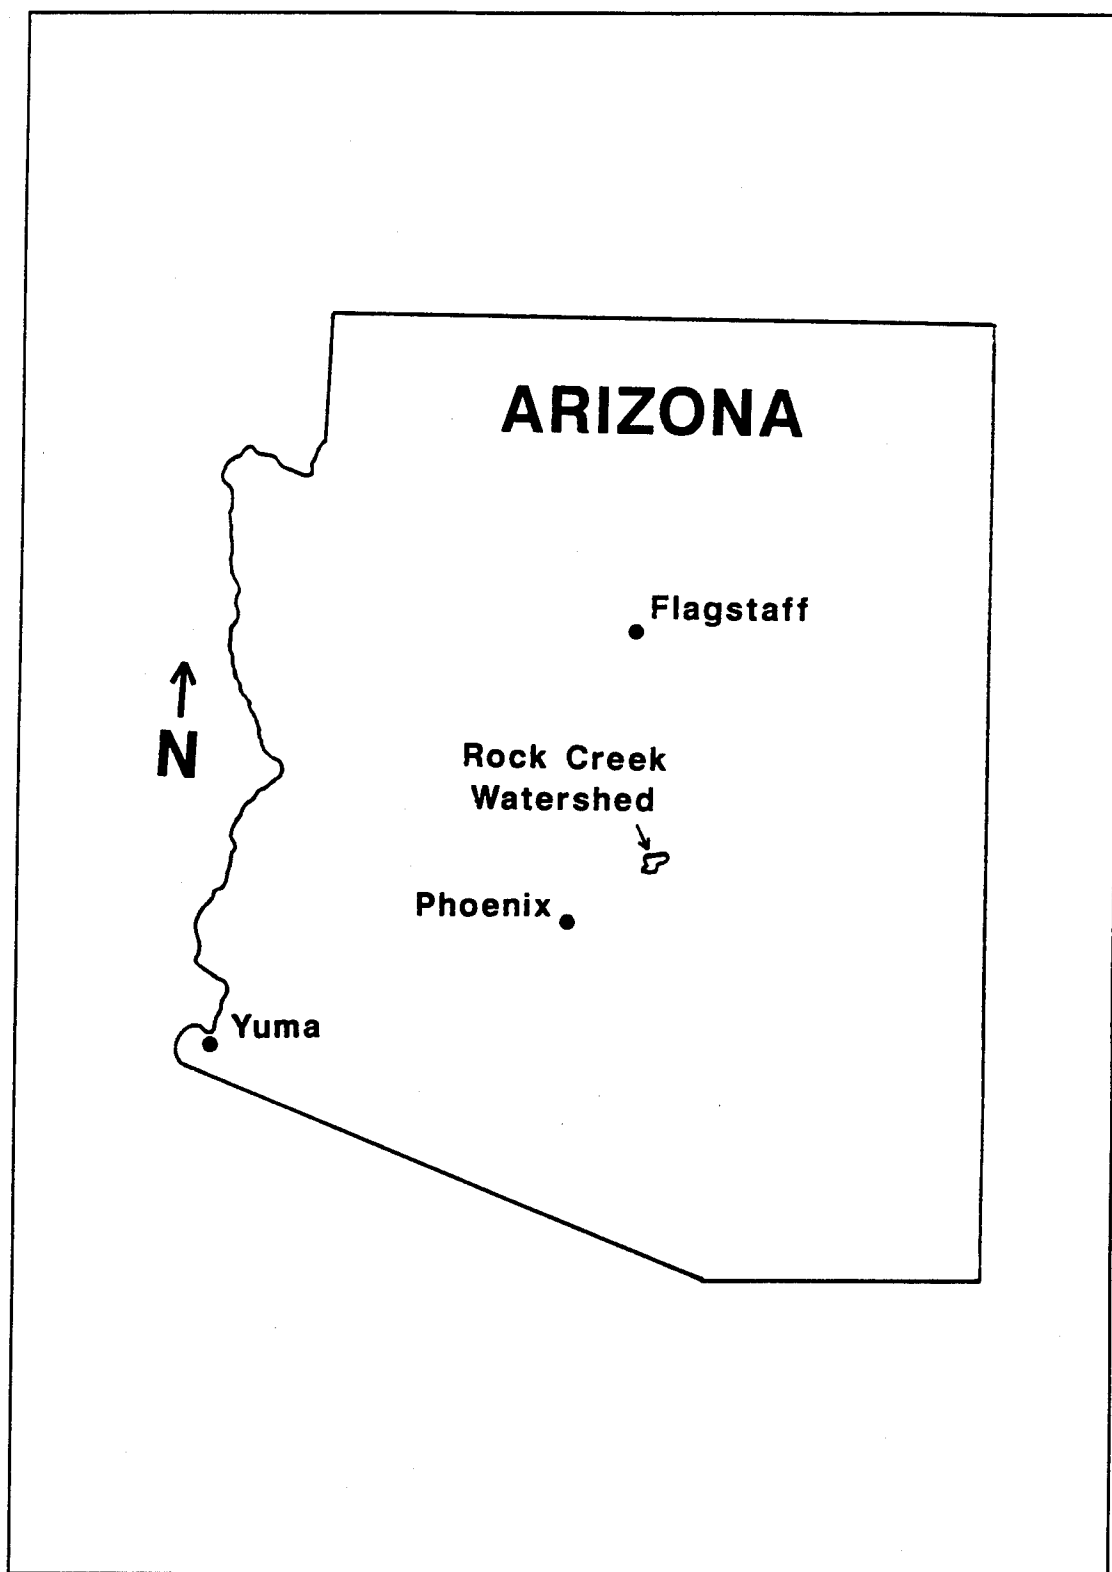 ARIZONA
Flagstaff
N
Rock Creek
Watershed
Phoenix
Yuma